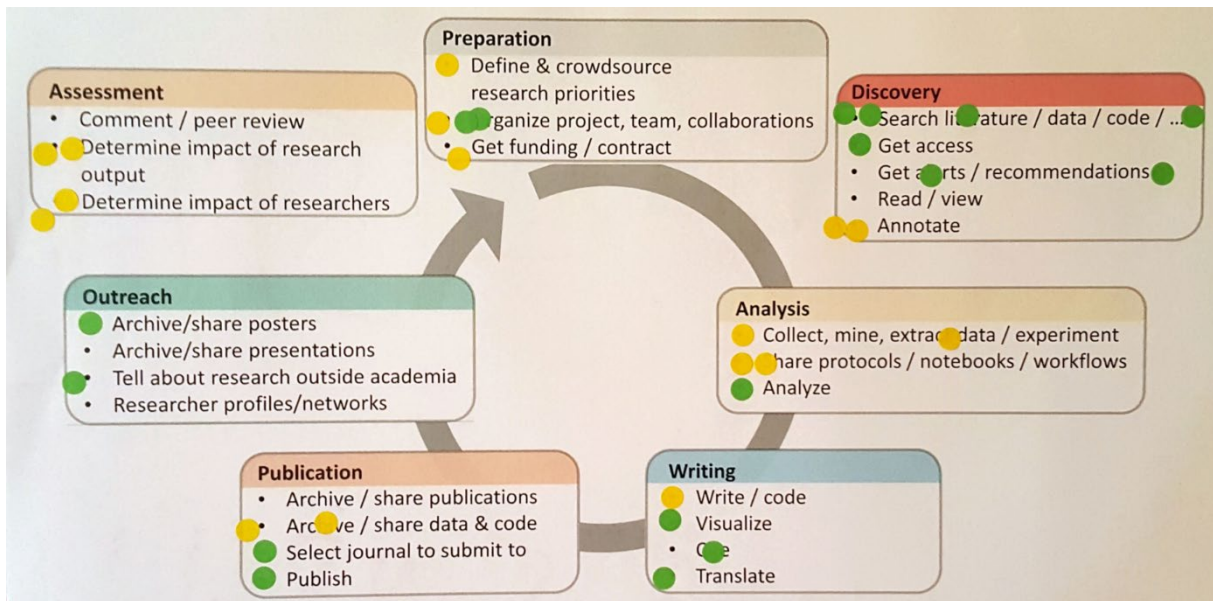 Preparation
Define & crowdsource
research priorities
• Organize project, team, collaborations
• Get funding / contract
Discovery
• Search literature / data / code / ...
Get access
• Get alerts / recommendations
• Read / view
Annotate
Analysis
Collect, mine, extract data / experiment
Share protocols / notebooks / workflows
Analyze
Writing
Write / code
Visualize
• Cite
Translate
Publication
• Archive / share publications
• Archive / share data & code
Select journal to submit to
Publish
Outreach
Archive/share posters
• Archive/share presentations
• Tell about research outside academia
• Researcher profiles/networks
Assessment
• Comment / peer review
Determine impact of research
output
Determine impact of researchers